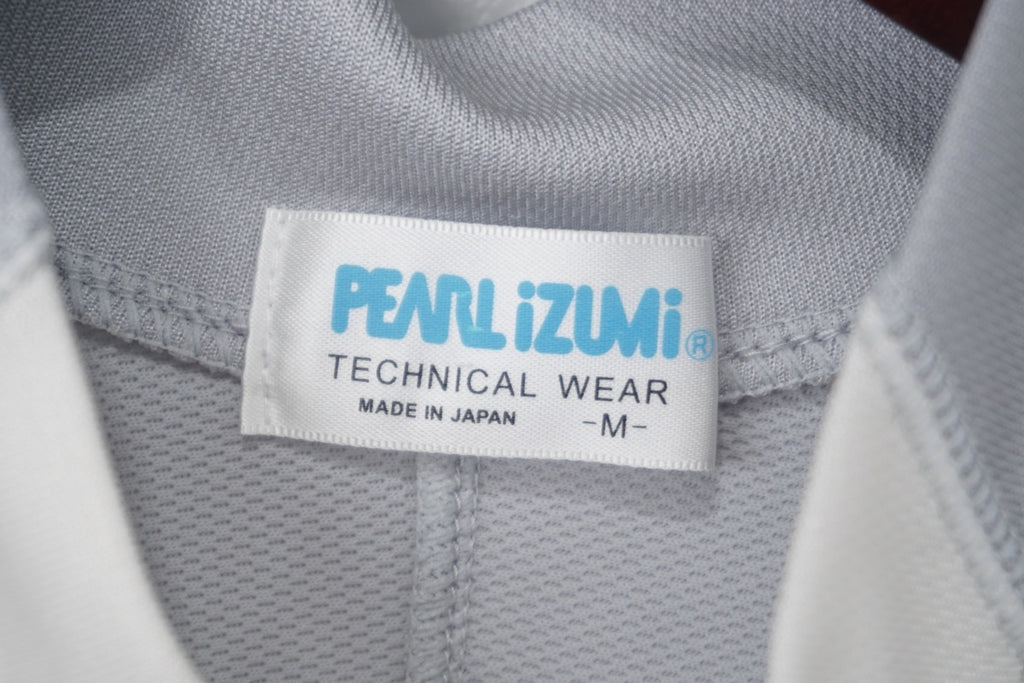 PEARL iZUMi®
TECHNICAL WEAR
MADE IN JAPAN -M-